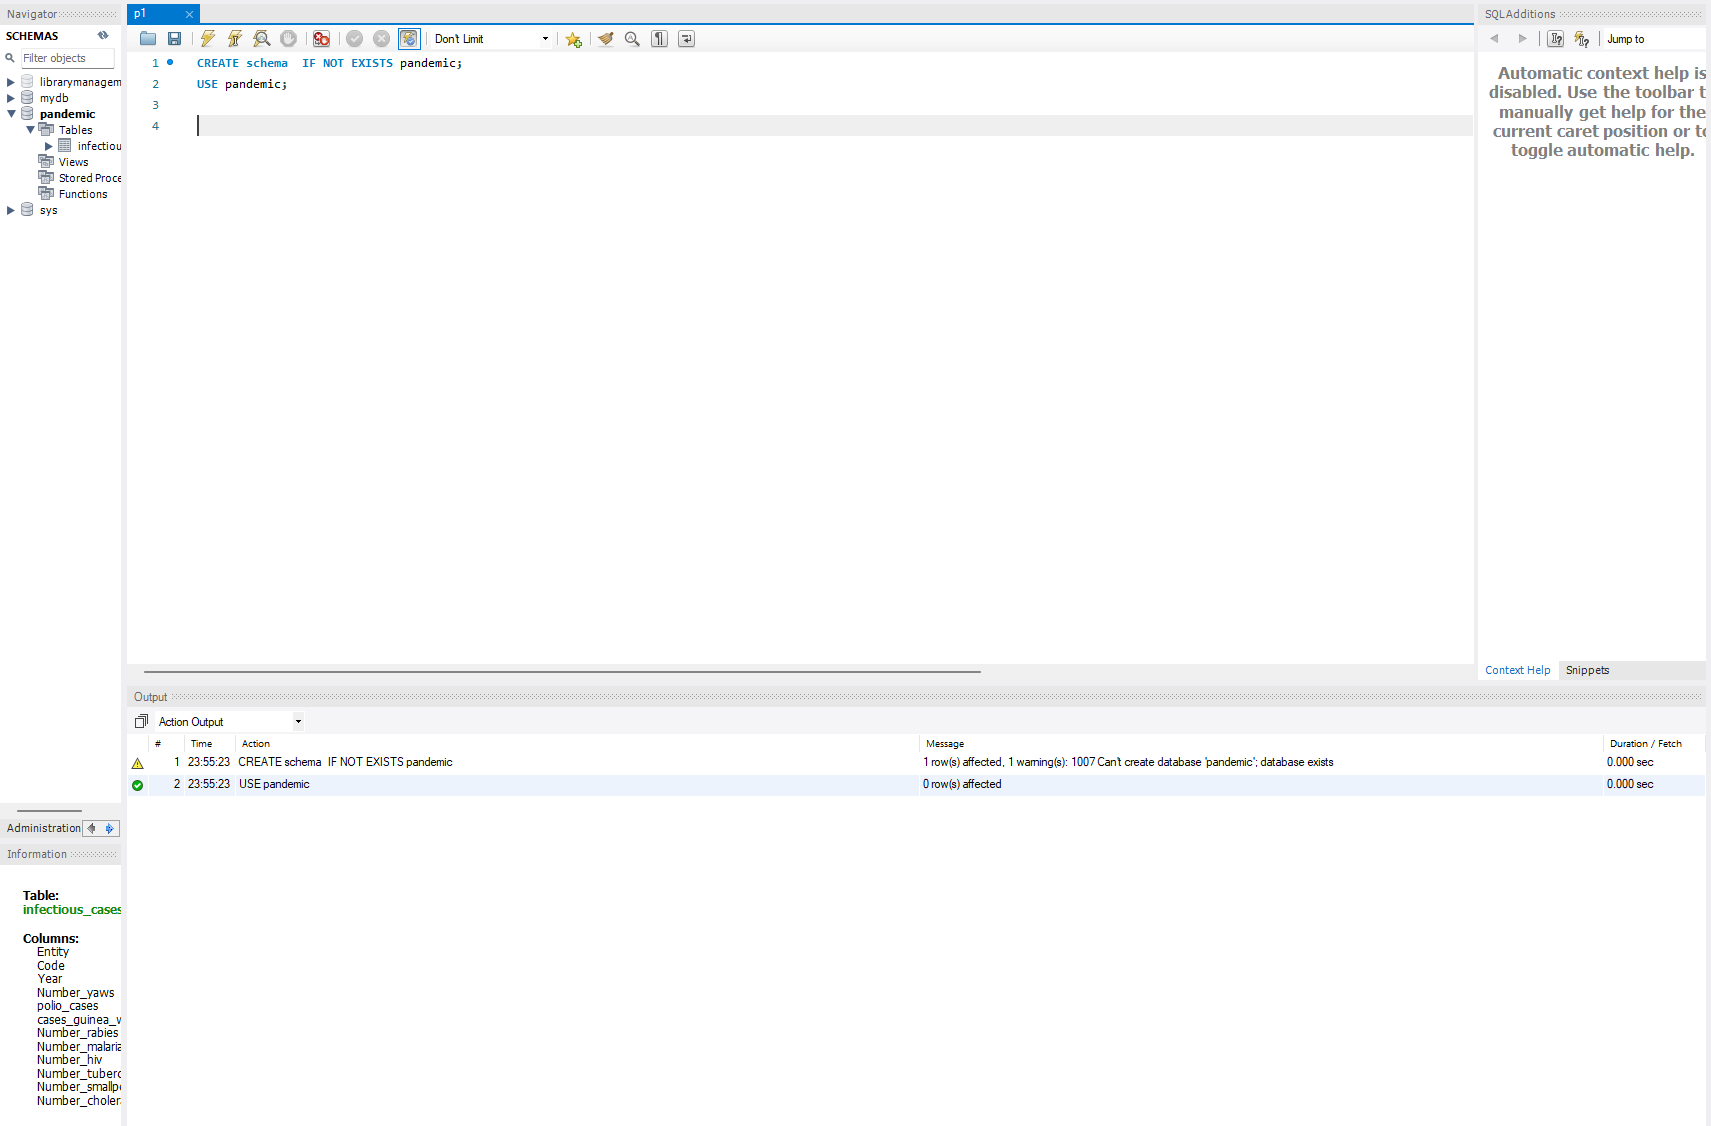 Navigator
SCHEMAS
Filter objects
librarymanagem
mydb
pandemic
Tables
infectiou
Views
Stored Proce
Functions
sys
Administration
Information
Table:
infectious_cases
Columns:
Entity
Code
Year
Number_yaws
polio_cases
cases_guinea_w
Number_rabies
Number_malaria
Number_hiv
Number_tuberc
Number_smallpo
Number_cholera
p1
Don't Limit
1 CREATE schema  IF NOT EXISTS pandemic;
2 USE pandemic;
3
4
Output
Action Output
# Time Action Message Duration / Fetch
1 23:55:23 CREATE schema  IF NOT EXISTS pandemic 1 row(s) affected, 1 warning(s): 1007 Can't create database 'pandemic'; database exists 0.000 sec
2 23:55:23 USE pandemic 0 row(s) affected 0.000 sec
SQLAdditions
Jump to
Automatic context help is
disabled. Use the toolbar t
manually get help for the
current caret position or to
toggle automatic help.
Context Help Snippets